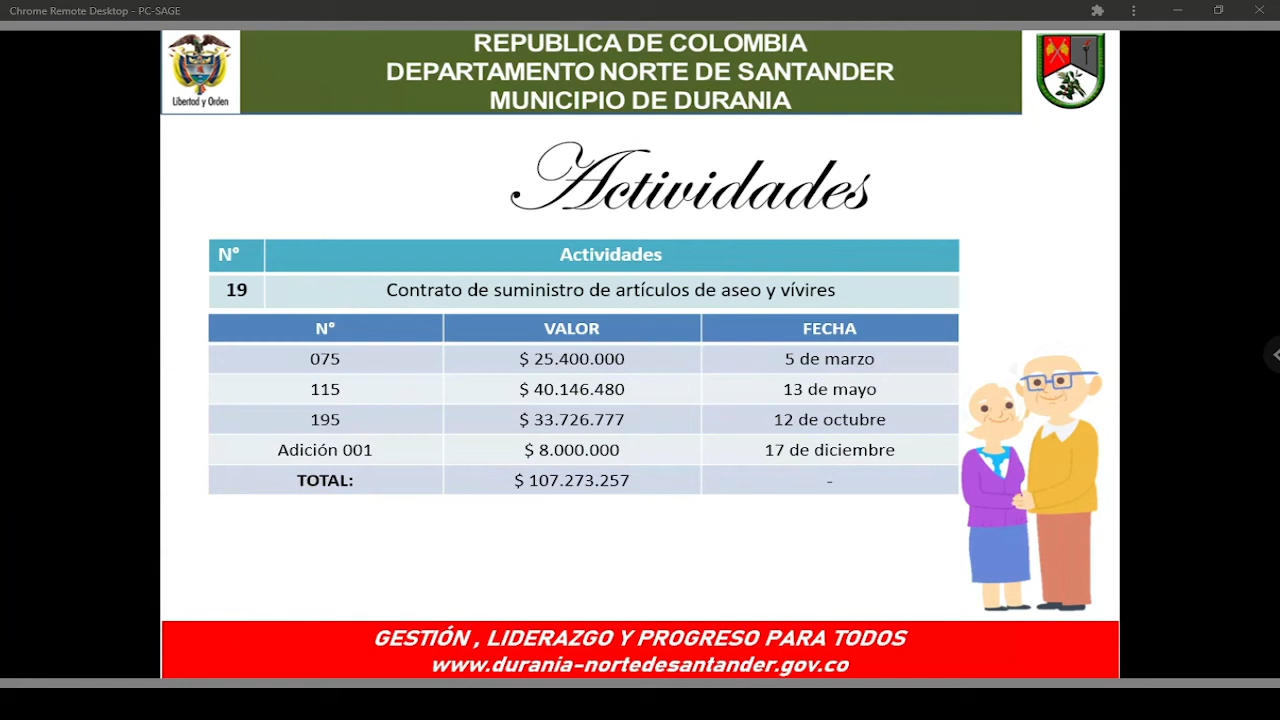 Chrome Remote Desktop - PC-SAGE
REPUBLICA DE COLOMBIA
DEPARTAMENTO NORTE DE SANTANDER
MUNICIPIO DE DURANIA
Libertad y Orden
Actividades
Nº Actividades
19 Contrato de suministro de artículos de aseo y vívires
Nº VALOR FECHA
075 $ 25.400.000 5 de marzo
115 $ 40.146.480 13 de mayo
195 $ 33.726.777 12 de octubre
Adición 001 $ 8.000.000 17 de diciembre
TOTAL: $ 107.273.257 -
GESTIÓN , LIDERAZGO Y PROGRESO PARA TODOS
www.durania-nortedesantander.gov.co